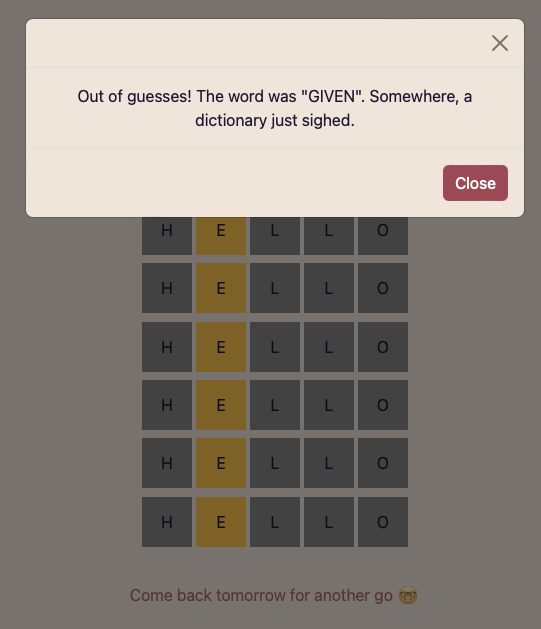 Out of guesses! The word was "GIVEN". Somewhere, a
dictionary just sighed.
Close
H E L L O
H E L L O
H E L L O
H E L L O
H E L L O
H E L L O
Come back tomorrow for another go 🤓